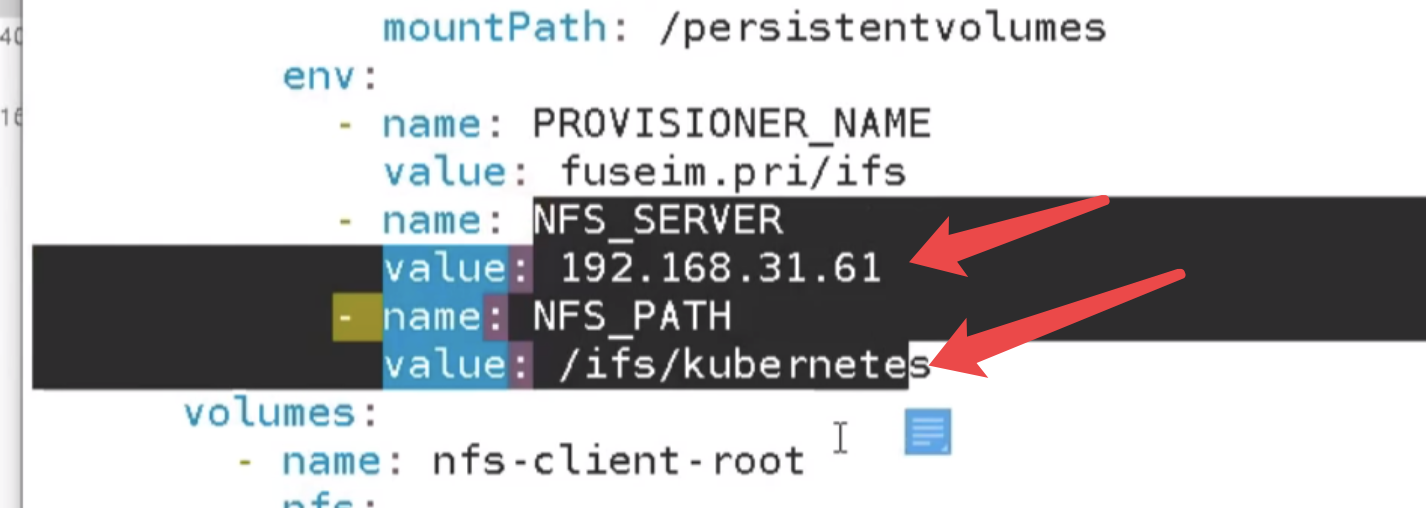 40
mountPath: /persistentvolumes
env:
16
- name: PROVISIONER_NAME
value: fuseim.pri/ifs
- name: NFS_SERVER
value: 192.168.31.61
- name: NFS_PATH
value: /ifs/kubernetes
volumes:
- name: nfs-client-root
nfs: